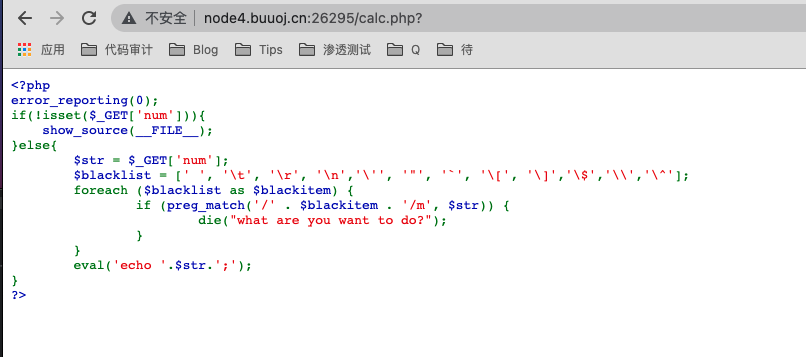 不安全 | node4.buuoj.cn:26295/calc.php?
应用 代码审计 Blog Tips 渗透测试 Q 待
<?php
error_reporting(0);
if(!isset($_GET['num'])){
    show_source(__FILE__);
}else{
        $str = $_GET['num'];
        $blacklist = [' ', '\t', '\r', '\n','\'', '"', '`', '\[', '\]','\$','\\','\^'];
        foreach ($blacklist as $blackitem) {
                if (preg_match('/' . $blackitem . '/m', $str)) {
                        die("what are you want to do?");
                }
        }
        eval('echo '.$str.';');
}
?>